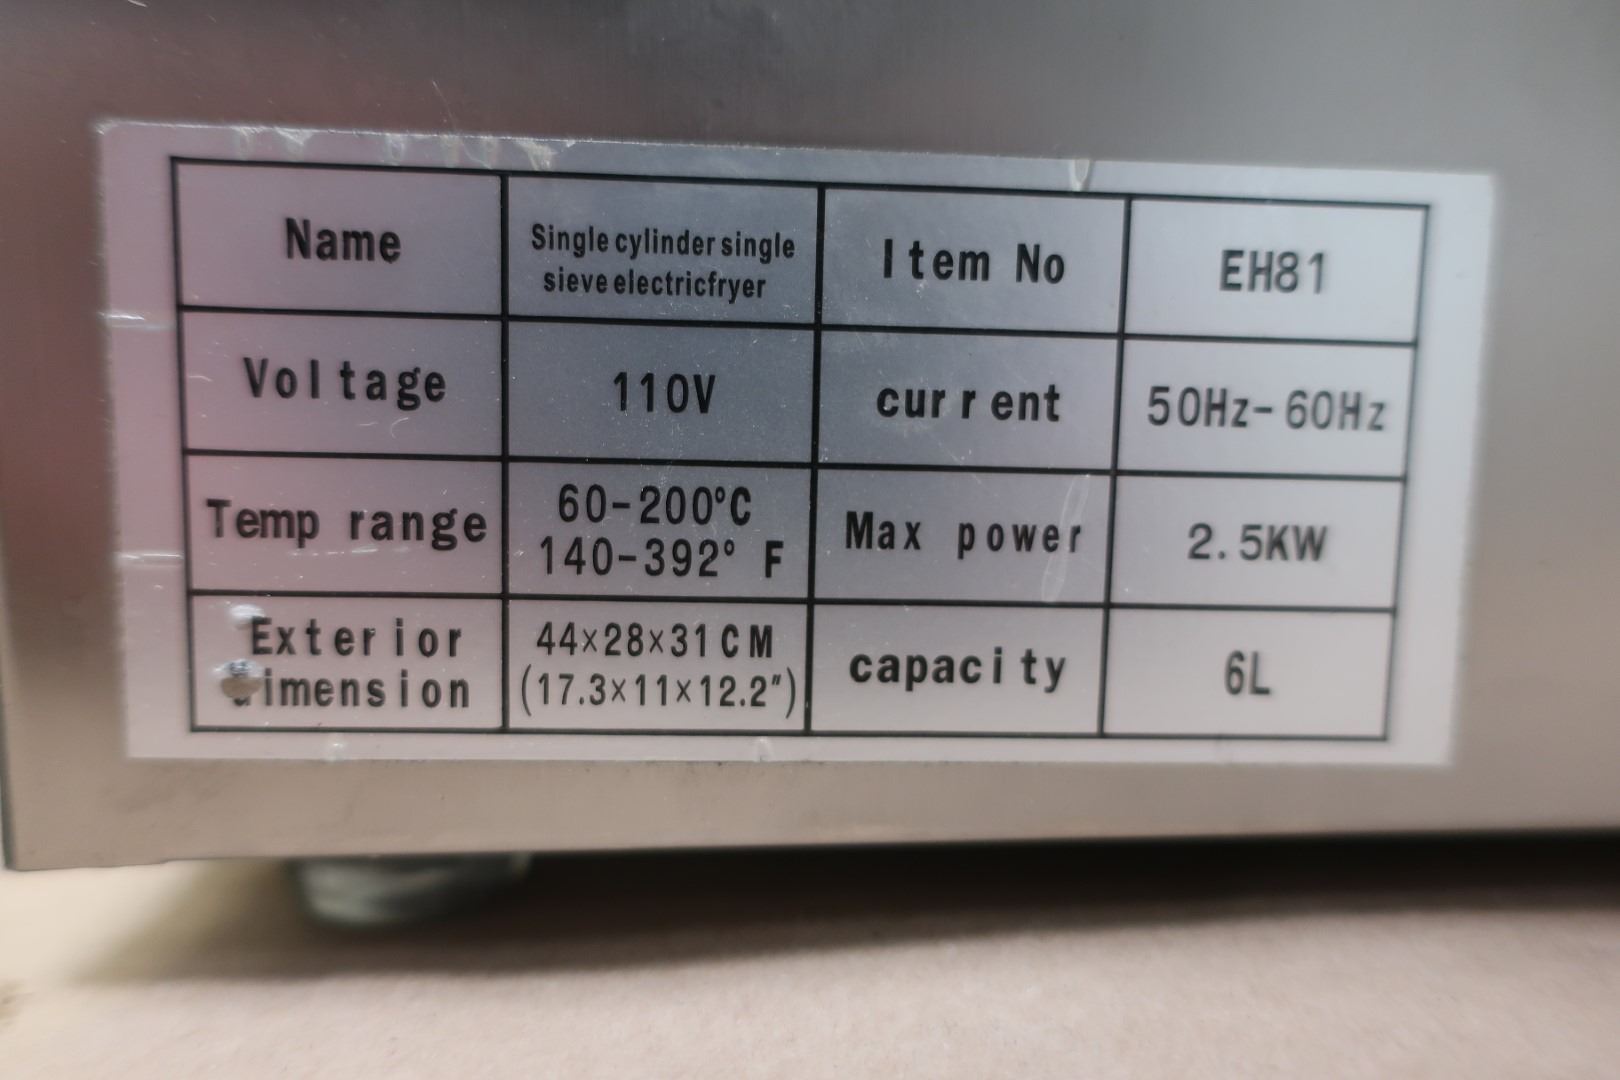 Name
Single cylinder single
sieve electricfryer
Item No
EH81
Voltage
110V
current
50Hz-60Hz
Temp range
60-200°C
140-392° F
Max power
2.5KW
Exterior
dimension
44×28×31CM
(17.3×11×12.2")
capacity
6L